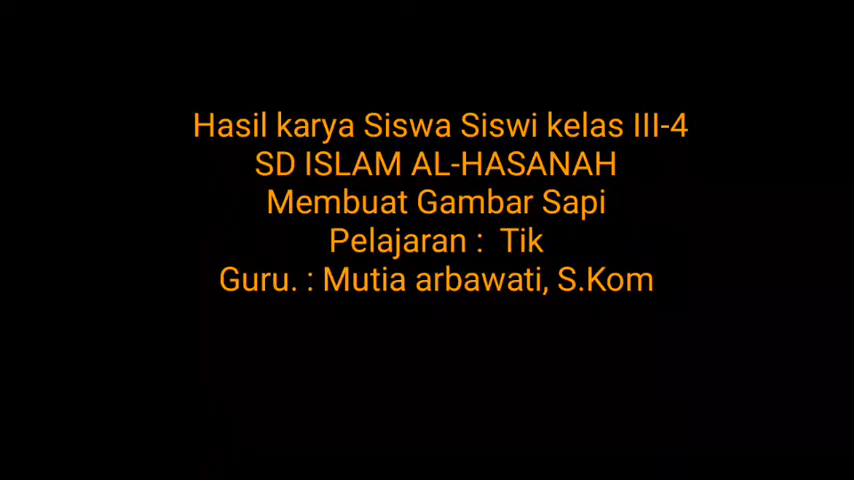 Hasil karya Siswa Siswi kelas III-4
SD ISLAM AL-HASANAH
Membuat Gambar Sapi
Pelajaran :  Tik
Guru. : Mutia arbawati, S.Kom